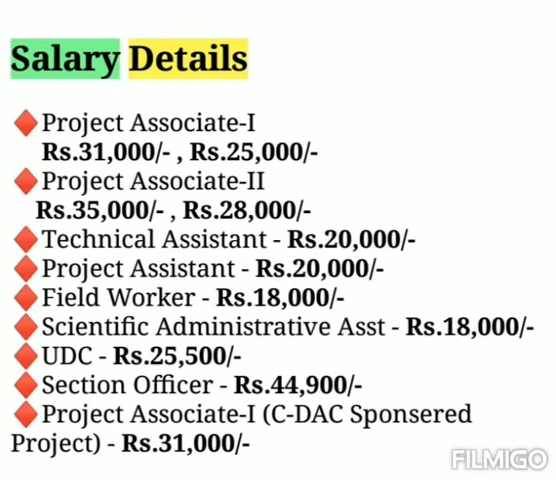 Salary Details
♦Project Associate-I
Rs.31,000/- , Rs.25,000/-
♦Project Associate-II
Rs.35,000/- , Rs.28,000/-
♦Technical Assistant - Rs.20,000/-
♦Project Assistant - Rs.20,000/-
♦Field Worker - Rs.18,000/-
♦Scientific Administrative Asst - Rs.18,000/-
♦UDC - Rs.25,500/-
♦Section Officer - Rs.44,900/-
♦Project Associate-I (C-DAC Sponsered
Project) - Rs.31,000/-
FILMIGO